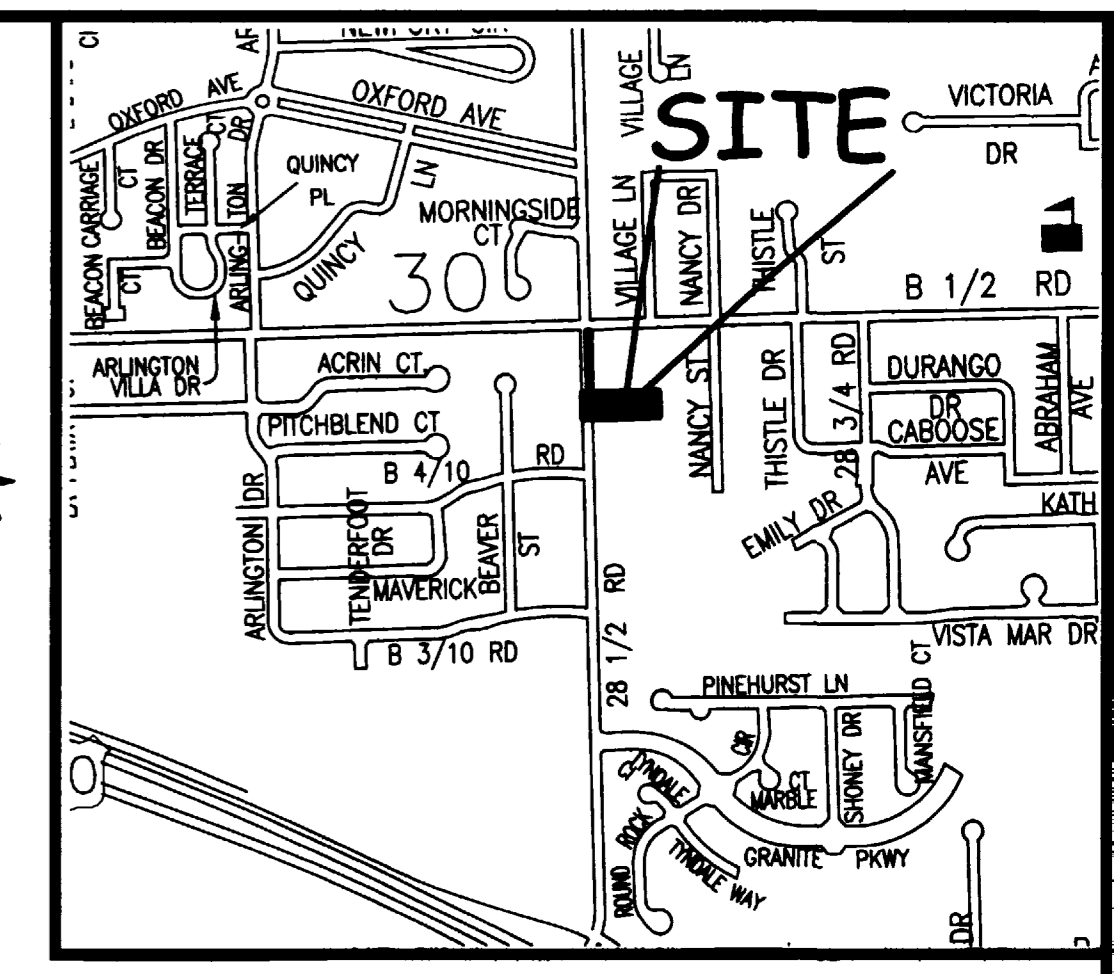 OXFORD AVE
OXFORD AVE
VILLAGE
LN
SITE
VICTORIA
DR
BEACON CARRIAGE
CT
CT
BEACON DR
TERRACE
CT
ARLING-
TON
DR
QUINCY
PL
QUINCY
LN
MORNINGSIDE
CT
30
VILLAGE LN
NANCY DR
THISTLE
ST
B 1/2 RD
ARLINGTON
VILLA DR
ACRIN CT.
PITCHBLEND CT
B 4/10
RD
NANCY ST
THISTLE DR
28 3/4 RD
DURANGO
DR
CABOOSE
AVE
ABRAHAM
AVE
KATH
EMILY DR
ARLINGTON DR
TENDERFOOT
DR
MAVERICK
BEAVER
ST
B 3/10 RD
28 1/2 RD
VISTA MAR DR
PINEHURST LN
MANSFIELD CT
SHONEY DR
CIR
TYNDALE
CT
MARBLE
CT
ROUND ROCK
TYNDALE WAY
GRANITE PKWY
DR